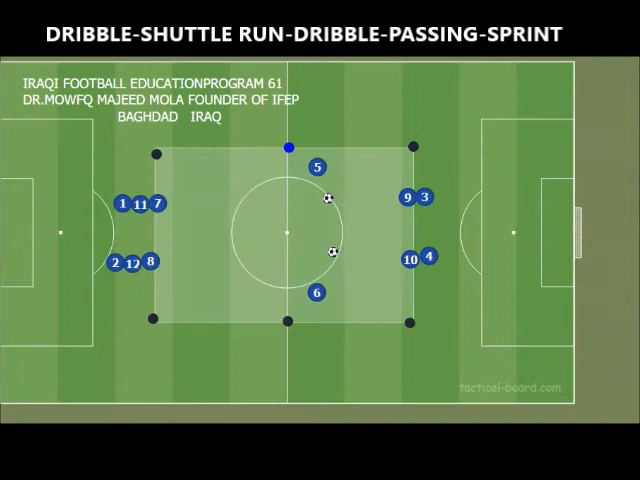 DRIBBLE-SHUTTLE RUN-DRIBBLE-PASSING-SPRINT
IRAQI FOOTBALL EDUCATIONPROGRAM 61
DR.MOWFQ MAJEED MOLA FOUNDER OF IFEP
BAGHDAD IRAQ
5
1 11 7
9 3
2 12 8
10 4
6
tactical-board.com